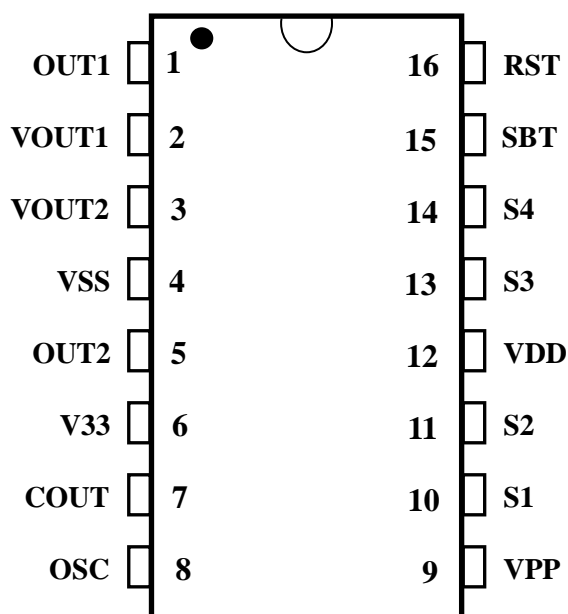 OUT1 1 16 RST
VOUT1 2 15 SBT
VOUT2 3 14 S4
VSS 4 13 S3
OUT2 5 12 VDD
V33 6 11 S2
COUT 7 10 S1
OSC 8 9 VPP